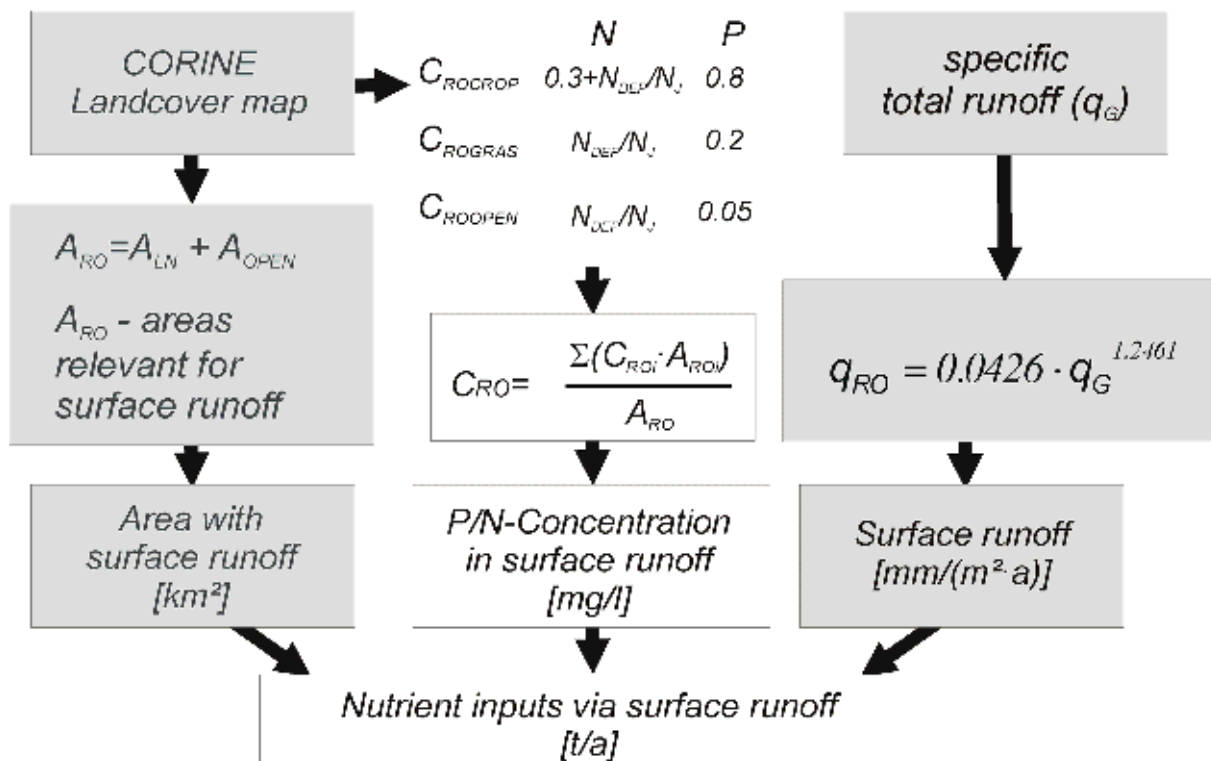 CORINE
Landcover map
N P
C_ROCROP 0.3+N_DEP/N_J 0.8
C_ROGRAS N_DEP/N_J 0.2
C_ROOPEN N_DEP/N_J 0.05
specific
total runoff (q_G)
A_RO=A_LN + A_OPEN
A_RO - areas
relevant for
surface runoff
C_RO= Σ(C_ROi·A_ROi)
A_RO
q_RO = 0.0426 · q_G^1.2461
Area with
surface runoff
[km²]
P/N-Concentration
in surface runoff
[mg/l]
Surface runoff
[mm/(m²·a)]
Nutrient inputs via surface runoff
[t/a]